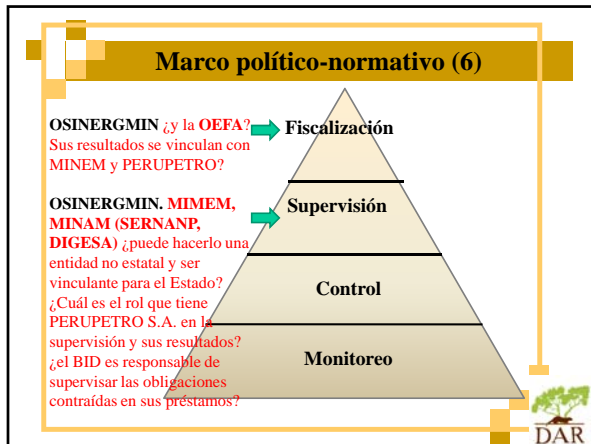 Marco político-normativo (6)
OSINERGMIN ¿y la OEFA?
Sus resultados se vinculan con
MINEM y PERUPETRO?
Fiscalización
OSINERGMIN. MIMEM,
MINAM (SERNANP,
DIGESA) ¿puede hacerlo una
entidad no estatal y ser
vinculante para el Estado?
¿Cuál es el rol que tiene
PERUPETRO S.A. en la
supervisión y sus resultados?
¿el BID es responsable de
supervisar las obligaciones
contraídas en sus préstamos?
Supervisión
Control
Monitoreo
DAR